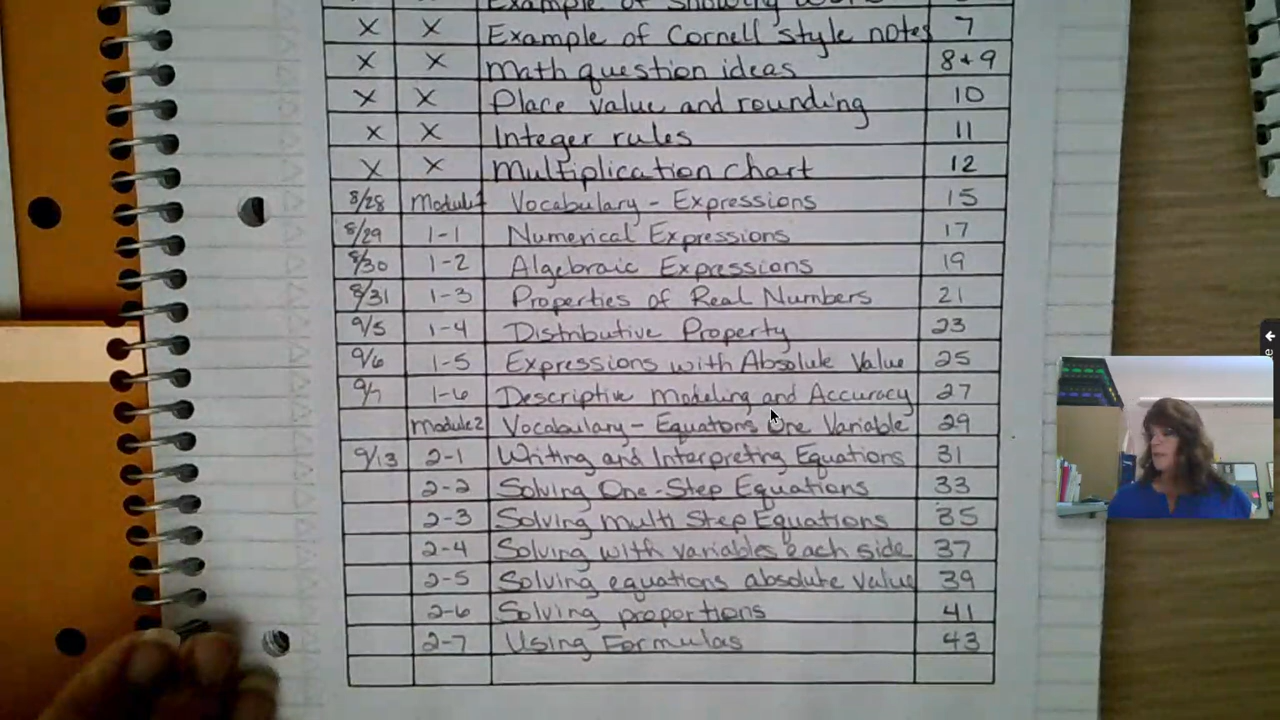 Example of Showing work
X X Example of Cornell style notes 7
X X Math question ideas 8+9
X X Place value and rounding 10
X X Integer rules 11
X X Multiplication chart 12
8/28 Module1 Vocabulary - Expressions 15
8/29 1-1 Numerical Expressions 17
8/30 1-2 Algebraic Expressions 19
8/31 1-3 Properties of Real Numbers 21
9/5 1-4 Distributive Property 23
9/6 1-5 Expressions with Absolute Value 25
9/7 1-6 Descriptive Modeling and Accuracy 27
Module2 Vocabulary - Equations One Variable 29
9/13 2-1 Writing and Interpreting Equations 31
2-2 Solving One-Step Equations 33
2-3 Solving multi Step Equations 35
2-4 Solving with variables each side 37
2-5 Solving equations absolute value 39
2-6 Solving proportions 41
2-7 Using Formulas 43